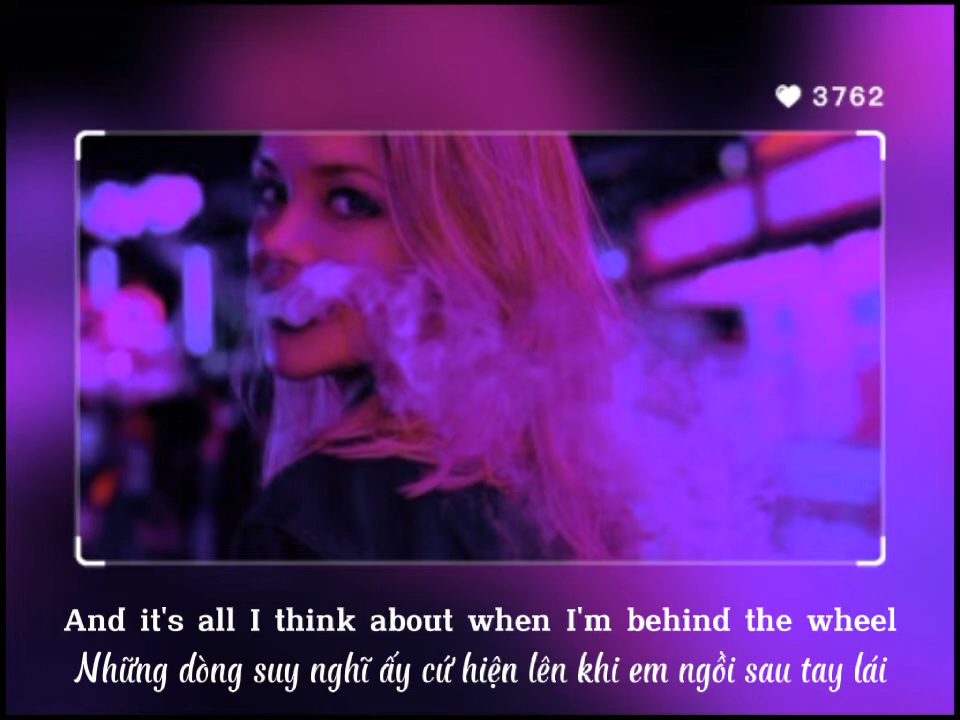 3762
And it's all I think about when I'm behind the wheel
Những dòng suy nghĩ ấy cứ hiện lên khi em ngồi sau tay lái